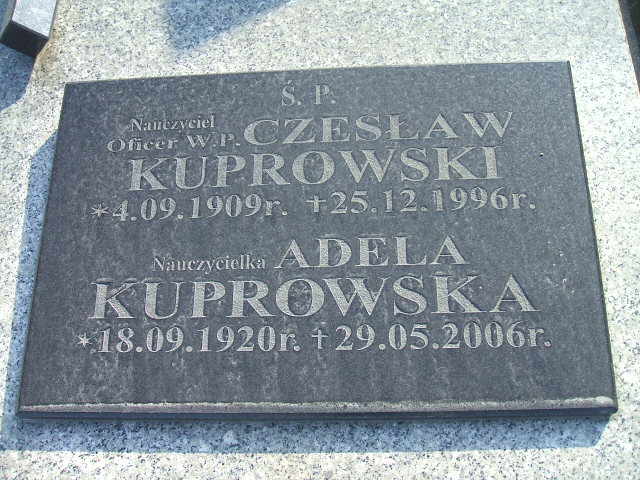 Ś. P.
Nauczyciel
Oficer W.P. CZESŁAW
KUPROWSKI
*4.09.1909r. +25.12.1996r.
Nauczycielka ADELA
KUPROWSKA
*18.09.1920r. +29.05.2006r.